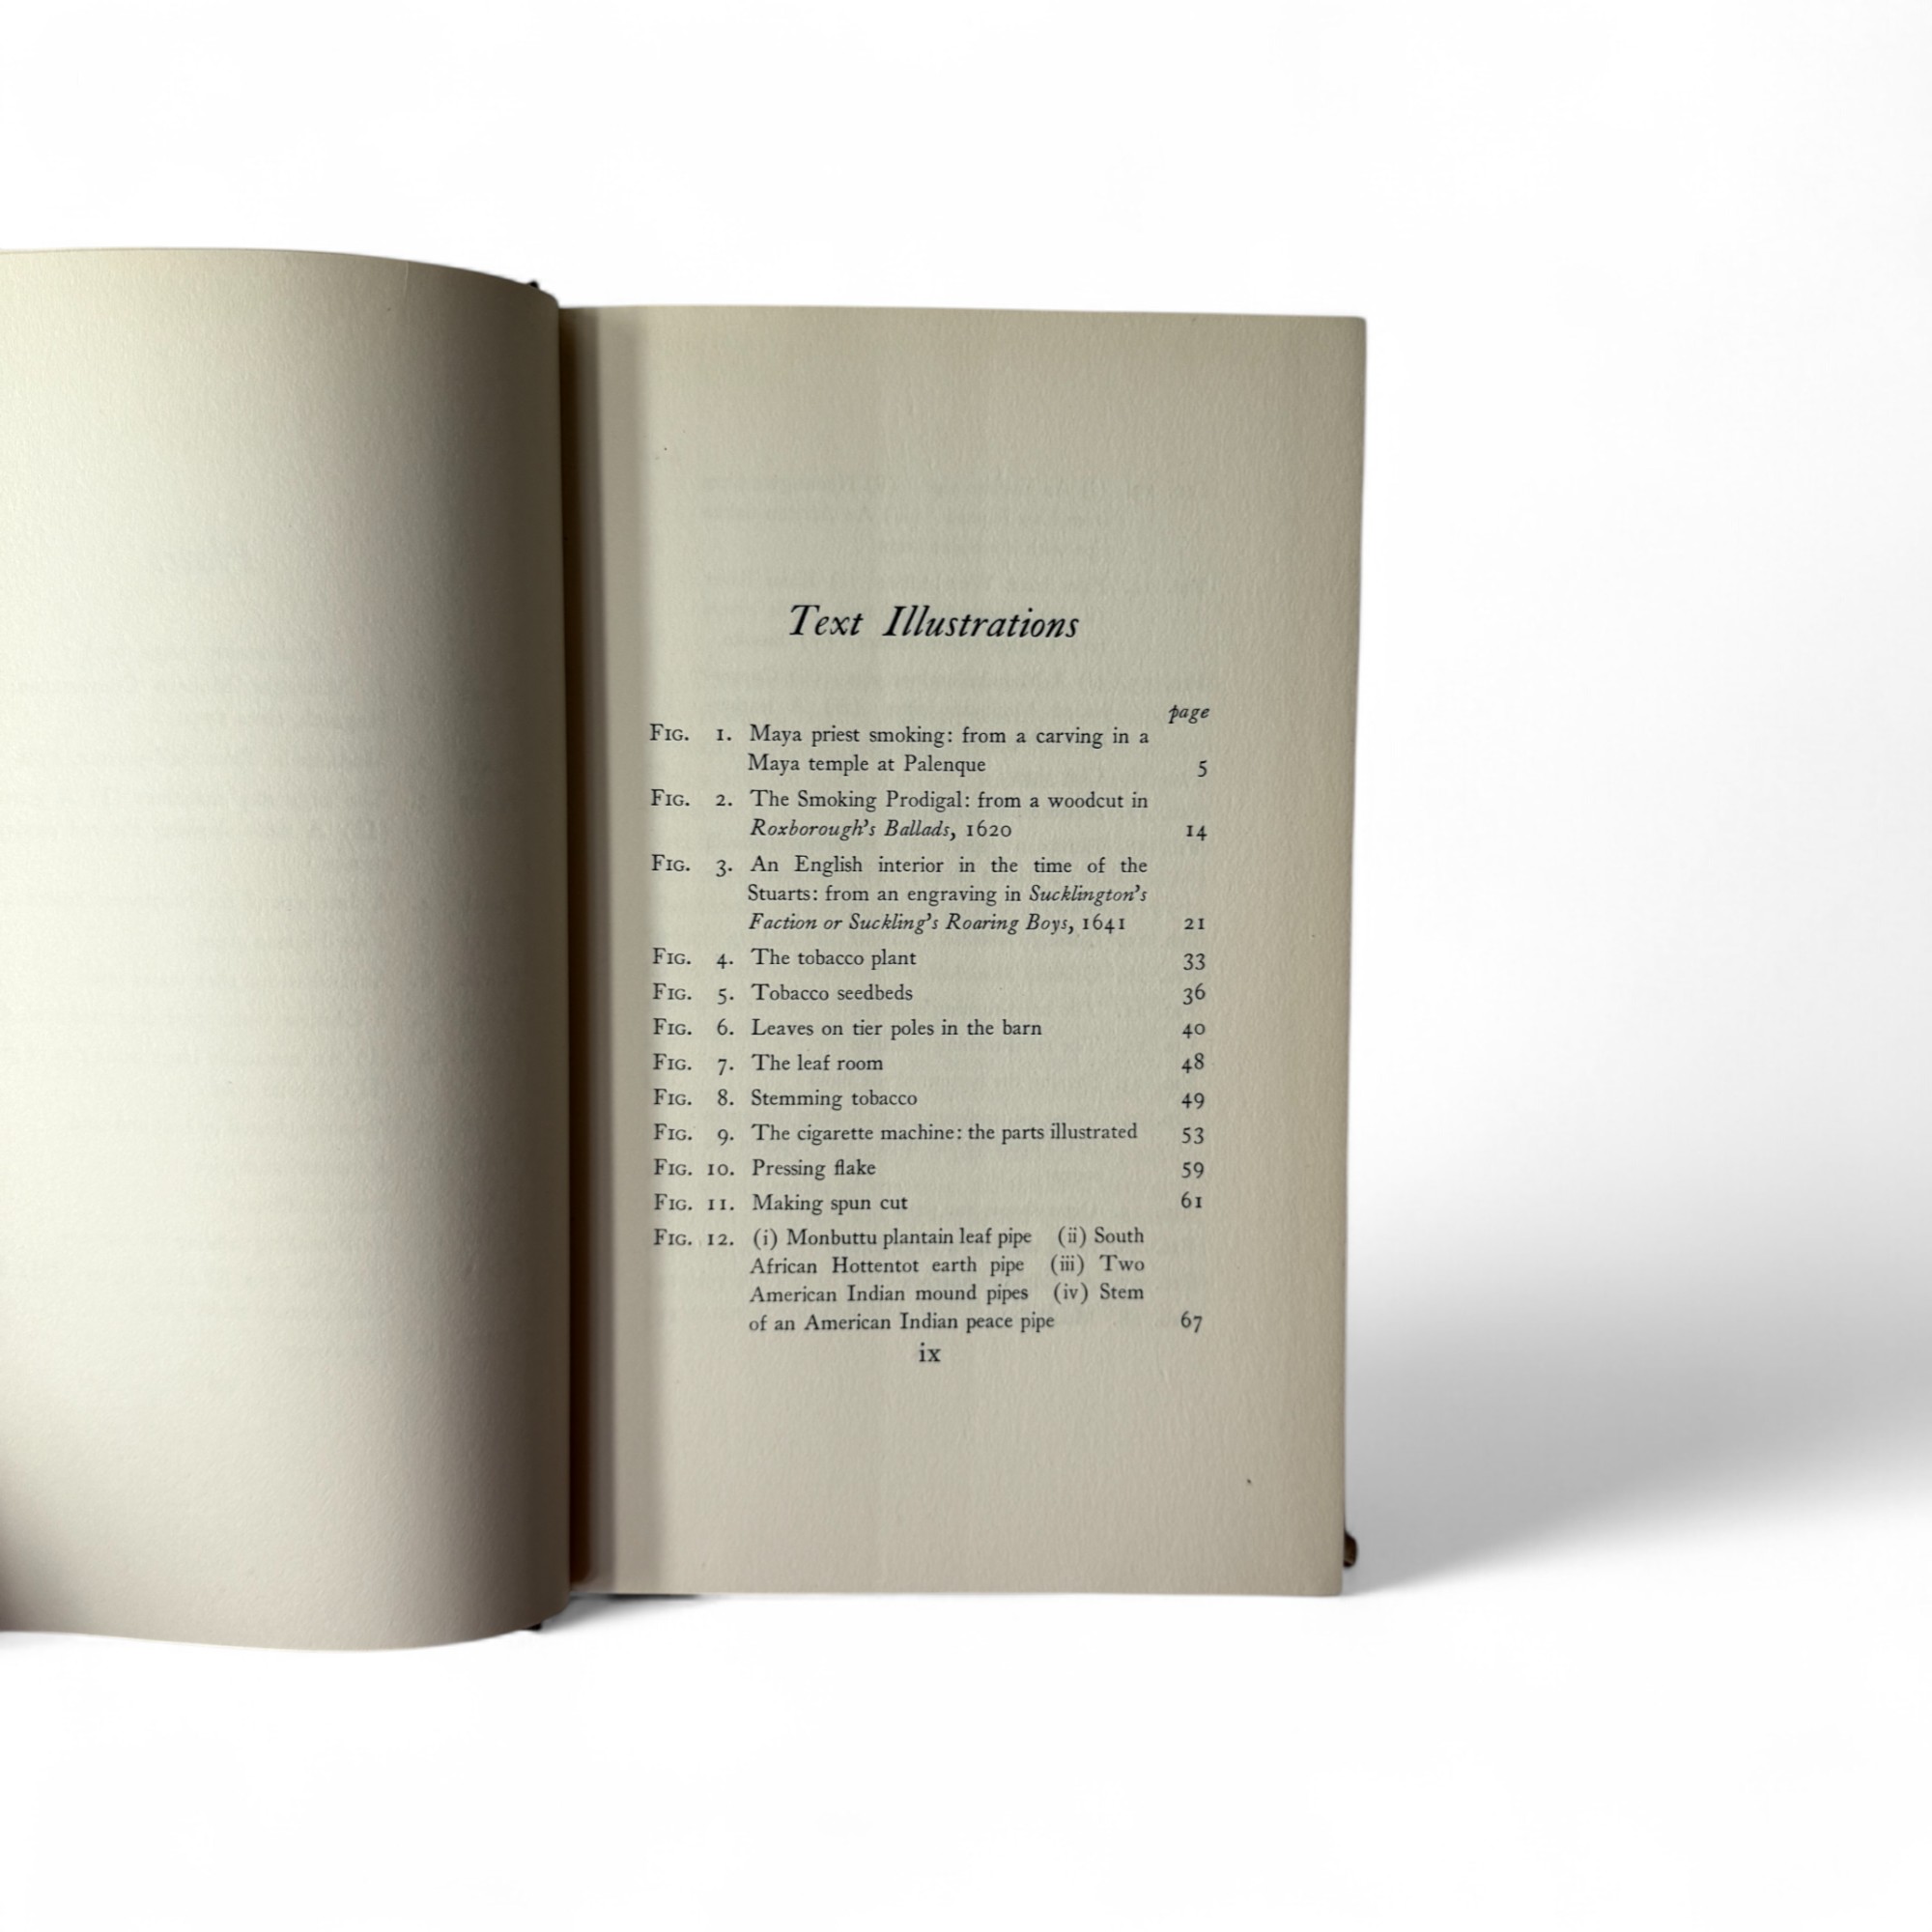 Text Illustrations
page
FIG. 1. Maya priest smoking: from a carving in a
Maya temple at Palenque 5
FIG. 2. The Smoking Prodigal: from a woodcut in
Roxborough's Ballads, 1620 14
FIG. 3. An English interior in the time of the
Stuarts: from an engraving in Sucklington's
Faction or Suckling's Roaring Boys, 1641 21
FIG. 4. The tobacco plant 33
FIG. 5. Tobacco seedbeds 36
FIG. 6. Leaves on tier poles in the barn 40
FIG. 7. The leaf room 48
FIG. 8. Stemming tobacco 49
FIG. 9. The cigarette machine: the parts illustrated 53
FIG. 10. Pressing flake 59
FIG. 11. Making spun cut 61
FIG. 12. (i) Monbuttu plantain leaf pipe (ii) South
African Hottentot earth pipe (iii) Two
American Indian mound pipes (iv) Stem
of an American Indian peace pipe 67
ix